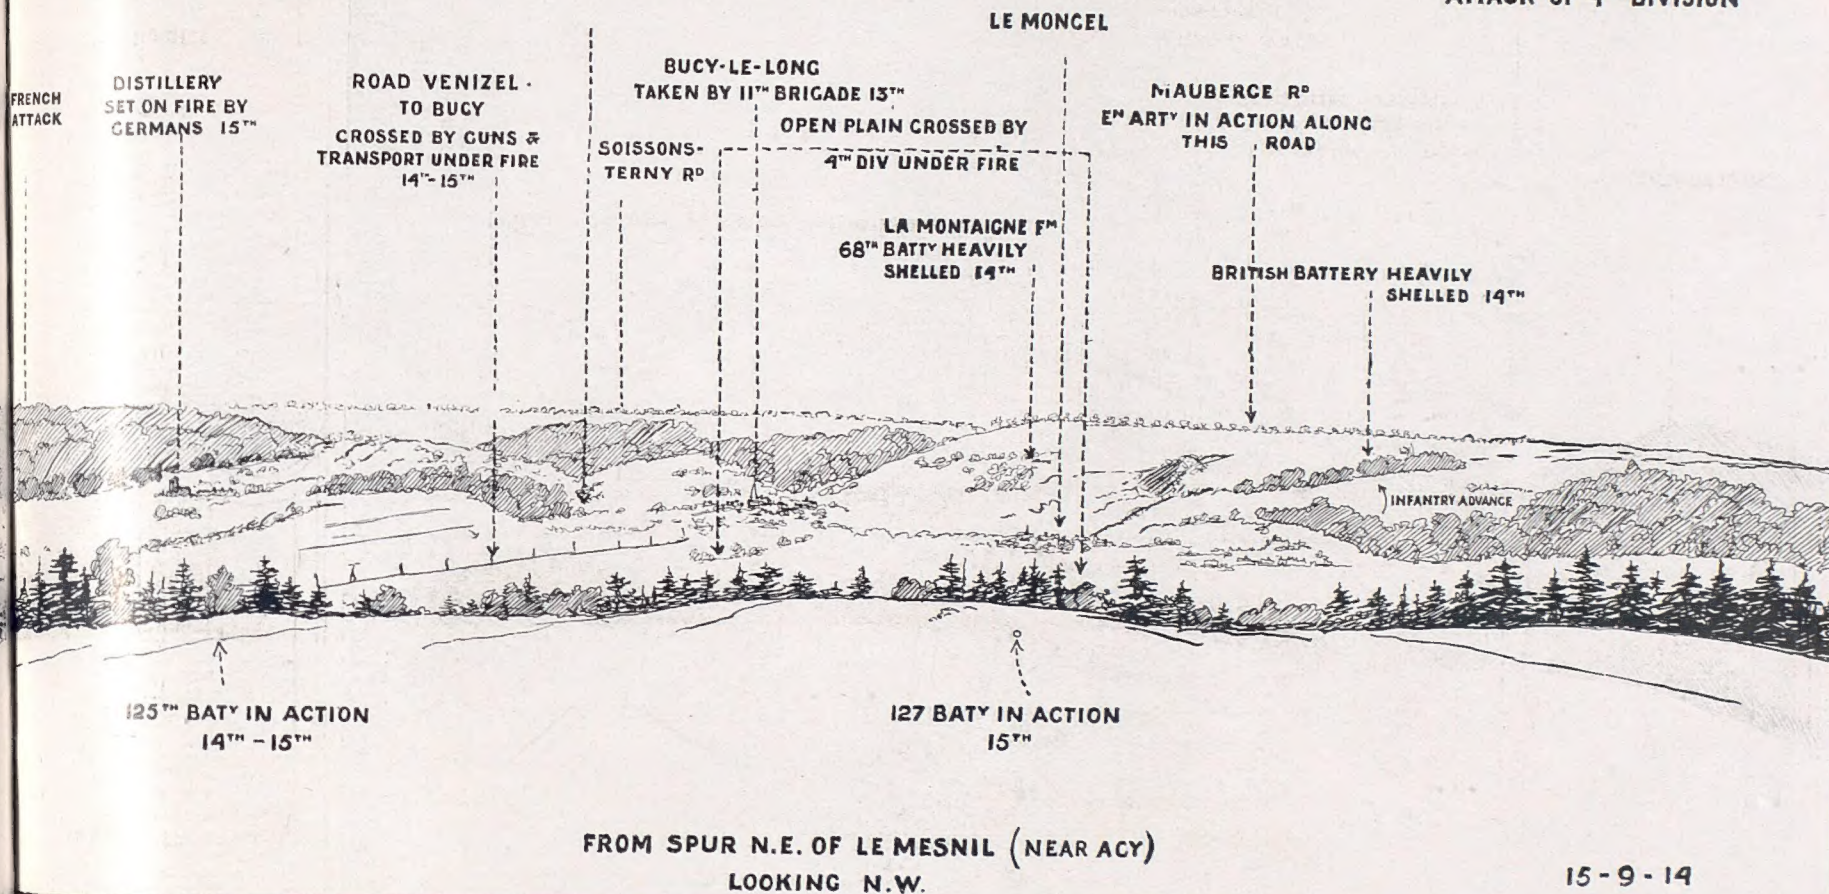 ATTACK OF 4TH DIVISION
LE MONCEL
FRENCH
ATTACK
DISTILLERY
SET ON FIRE BY
GERMANS 15TH
ROAD VENIZEL -
TO BUCY
CROSSED BY GUNS &
TRANSPORT UNDER FIRE
14TH-15TH
SOISSONS-
TERNY RD
BUCY-LE-LONG
TAKEN BY 11TH BRIGADE 13TH
OPEN PLAIN CROSSED BY
4TH DIV UNDER FIRE
LA MONTAIGNE FM
68TH BATTY HEAVILY
SHELLED 14TH
MAUBERGE RD
EN ARTY IN ACTION ALONG
THIS ROAD
BRITISH BATTERY HEAVILY
SHELLED 14TH
INFANTRY ADVANCE
125TH BATY IN ACTION
14TH - 15TH
127 BATY IN ACTION
15TH
FROM SPUR N.E. OF LE MESNIL (NEAR ACY)
LOOKING N.W.
15-9-14